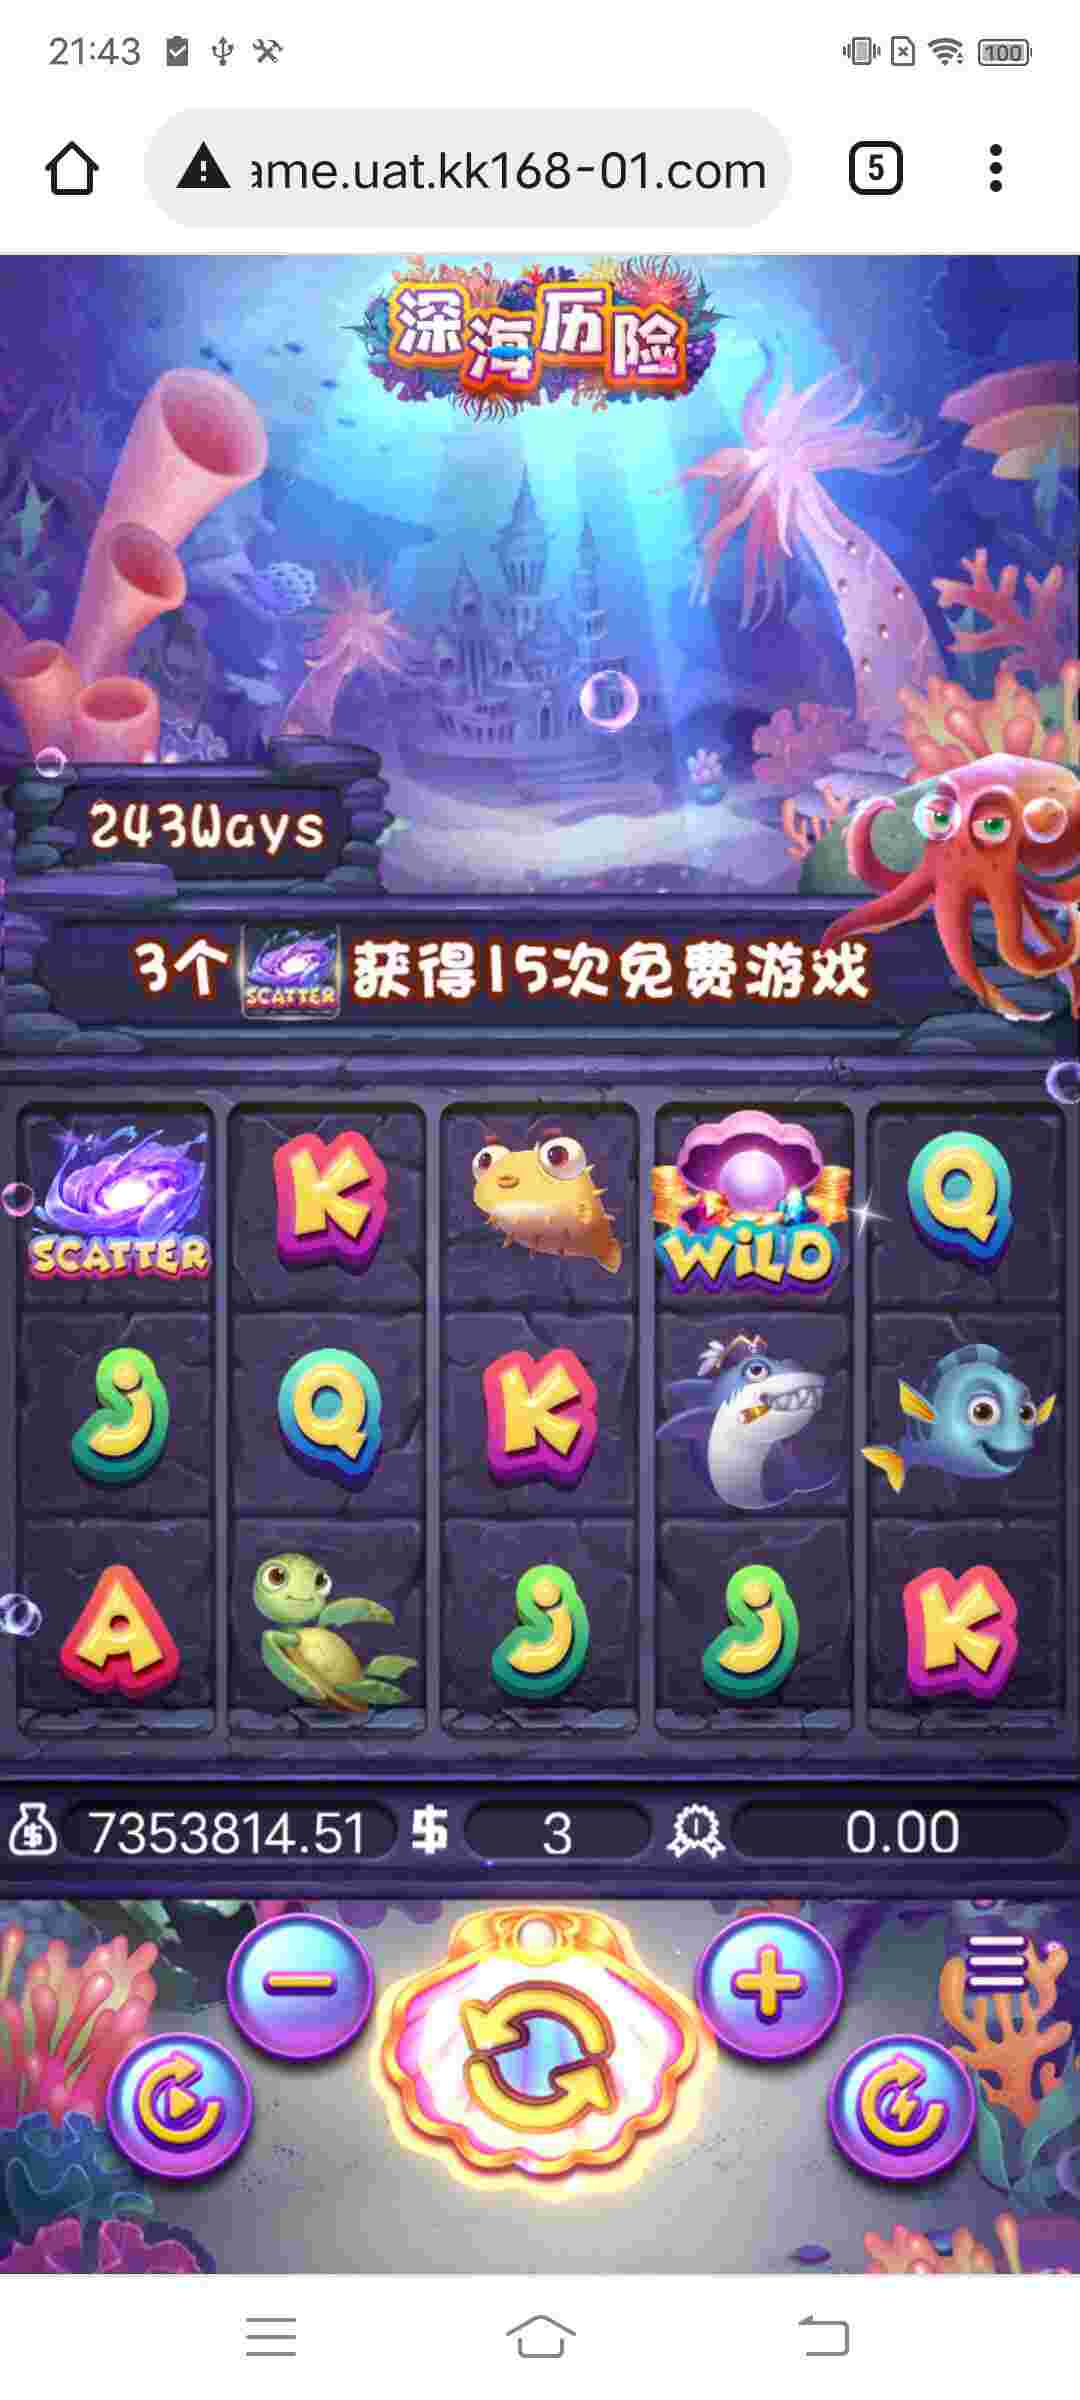 21:43
100
ame.uat.kk168-01.com
5
深海历险
243Ways
3个 SCATTER 获得15次免费游戏
SCATTER K WILD Q
J Q K
A J J K
7353814.51 $ 3 0.00